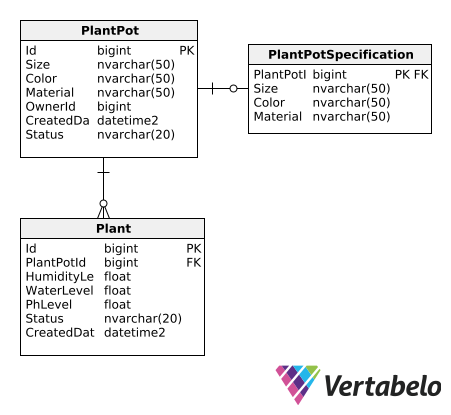 PlantPot
Id bigint PK
Size nvarchar(50)
Color nvarchar(50)
Material nvarchar(50)
OwnerId bigint
CreatedDa datetime2
Status nvarchar(20)
PlantPotSpecification
PlantPotI bigint PK FK
Size nvarchar(50)
Color nvarchar(50)
Material nvarchar(50)
Plant
Id bigint PK
PlantPotId bigint FK
HumidityLe float
WaterLevel float
PhLevel float
Status nvarchar(20)
CreatedDat datetime2
Vertabelo